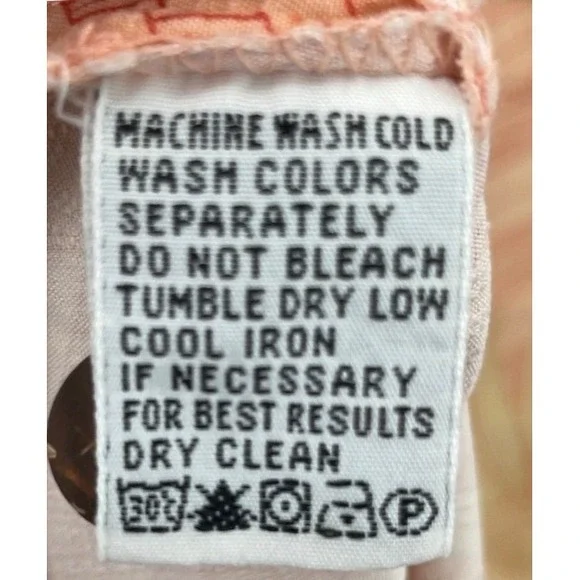 MACHINE WASH COLD
WASH COLORS
SEPARATELY
DO NOT BLEACH
TUMBLE DRY LOW
COOL IRON
IF NECESSARY
FOR BEST RESULTS
DRY CLEAN
30°C P